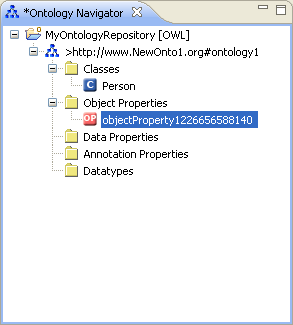 *Ontology Navigator
MyOntologyRepository [OWL]
>http://www.NewOnto1.org#ontology1
Classes
C Person
Object Properties
OP objectProperty1226656588140
Data Properties
Annotation Properties
Datatypes